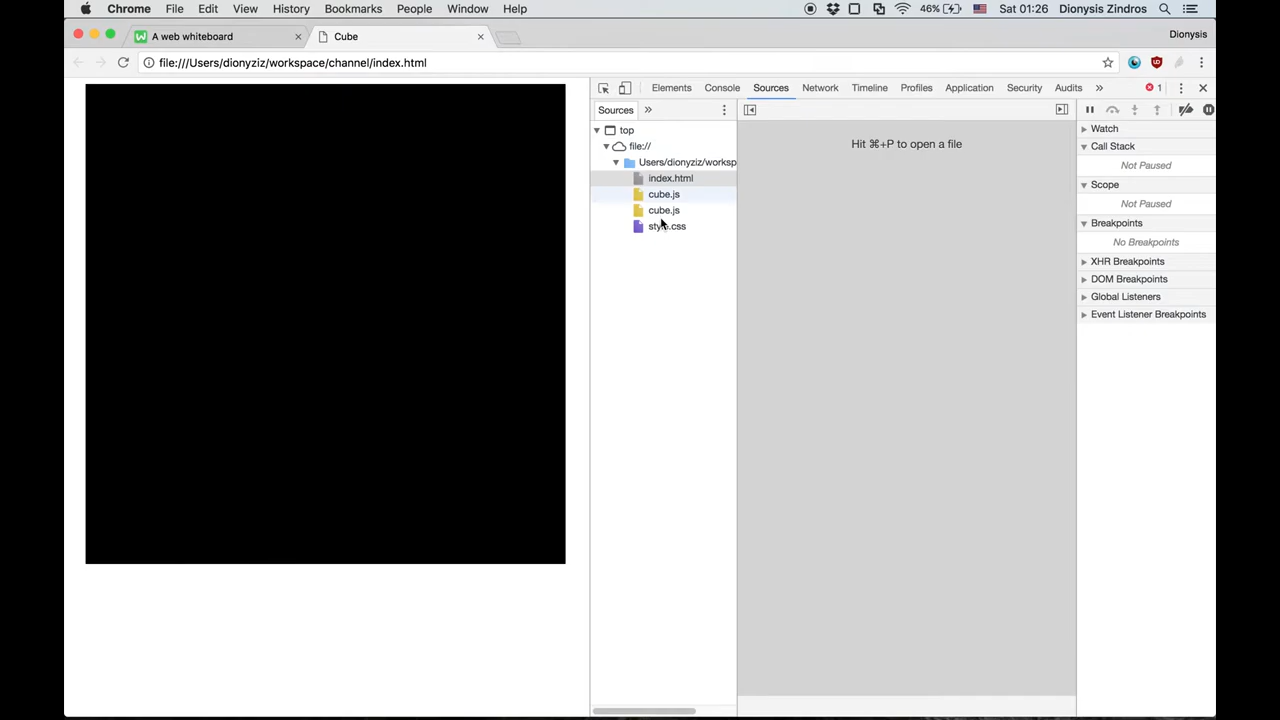 Chrome File Edit View History Bookmarks People Window Help 46% Sat 01:26 Dionysis Zindros
A web whiteboard × Cube × Dionysis
file:///Users/dionyziz/workspace/channel/index.html
Elements Console Sources Network Timeline Profiles Application Security Audits » 1
Sources »
top
file://
Users/dionyziz/worksp
index.html
cube.js
cube.js
style.css
Hit ⌘+P to open a file
Watch
Call Stack
Not Paused
Scope
Not Paused
Breakpoints
No Breakpoints
XHR Breakpoints
DOM Breakpoints
Global Listeners
Event Listener Breakpoints